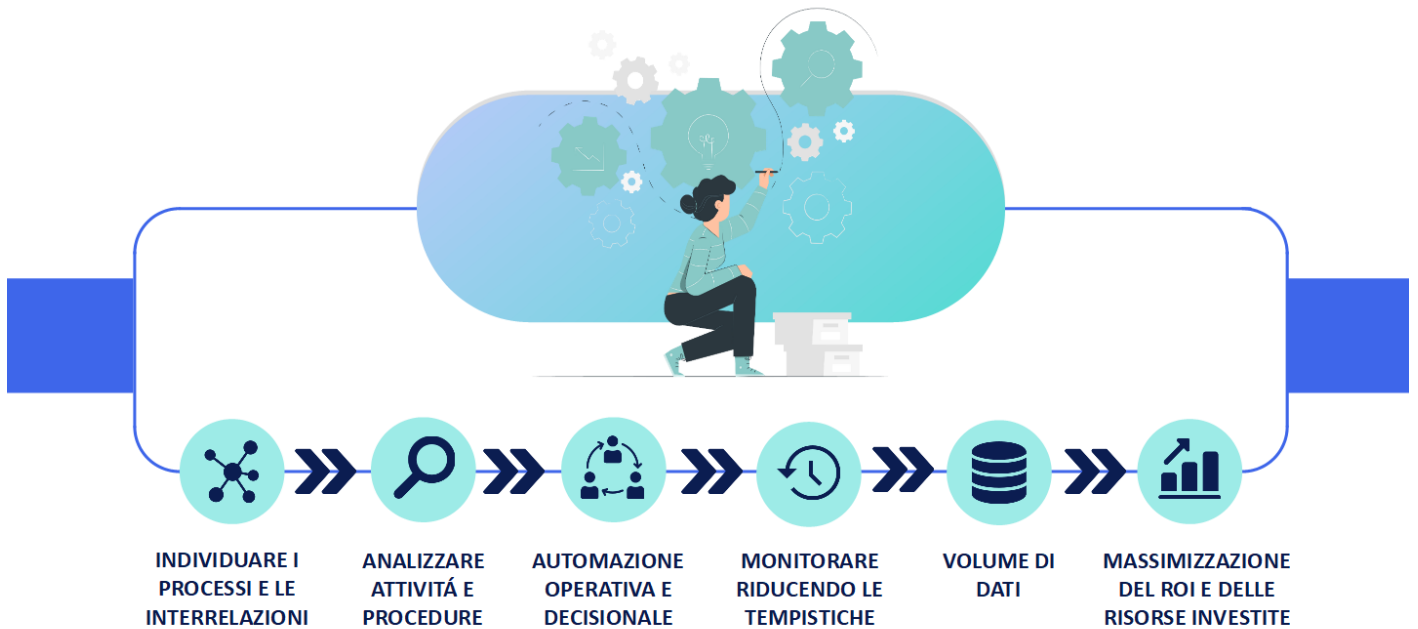 INDIVIDUARE I
PROCESSI E LE
INTERRELAZIONI
ANALIZZARE
ATTIVITÁ E
PROCEDURE
AUTOMAZIONE
OPERATIVA E
DECISIONALE
MONITORARE
RIDUCENDO LE
TEMPISTICHE
VOLUME DI
DATI
MASSIMIZZAZIONE
DEL ROI E DELLE
RISORSE INVESTITE